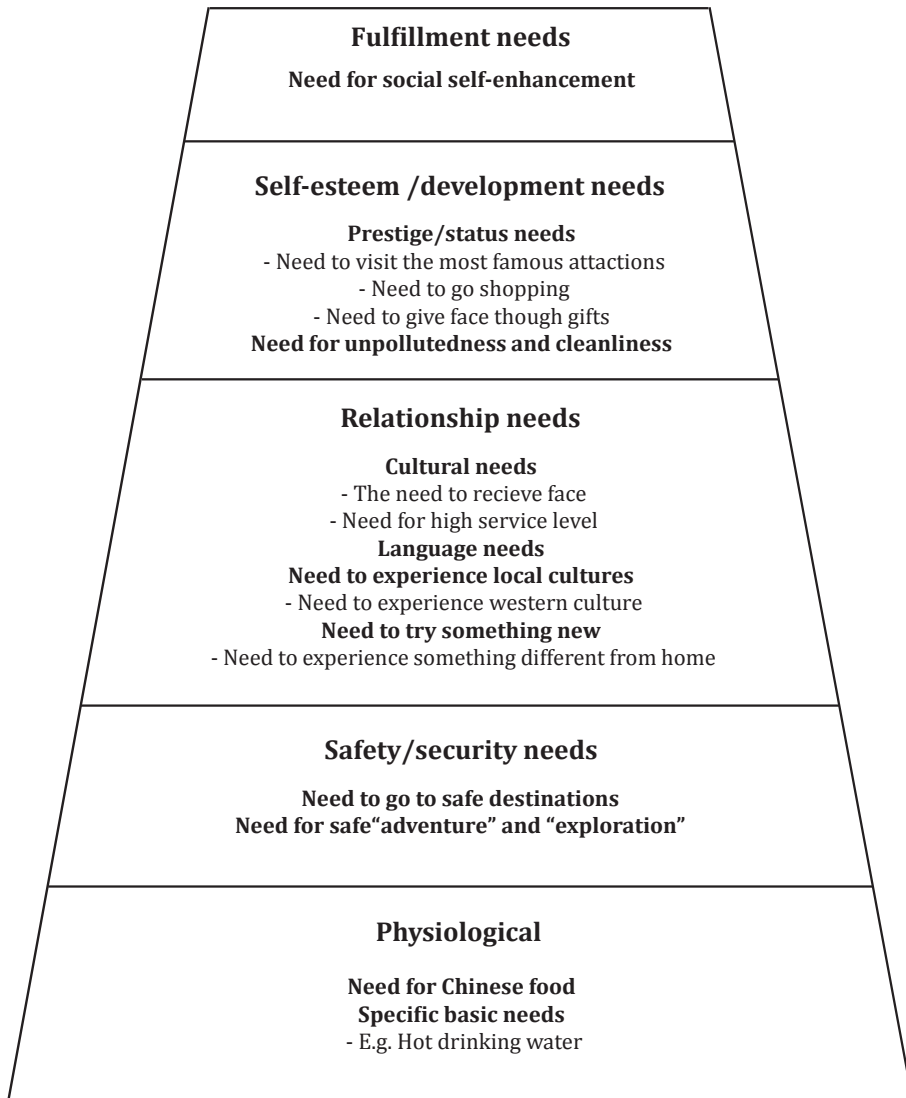 Fulfillment needs
Need for social self-enhancement
Self-esteem /development needs
Prestige/status needs
- Need to visit the most famous attactions
- Need to go shopping
- Need to give face though gifts
Need for unpollutedness and cleanliness
Relationship needs
Cultural needs
- The need to recieve face
- Need for high service level
Language needs
Need to experience local cultures
- Need to experience western culture
Need to try something new
- Need to experience something different from home
Safety/security needs
Need to go to safe destinations
Need for safe“adventure” and “exploration”
Physiological
Need for Chinese food
Specific basic needs
- E.g. Hot drinking water